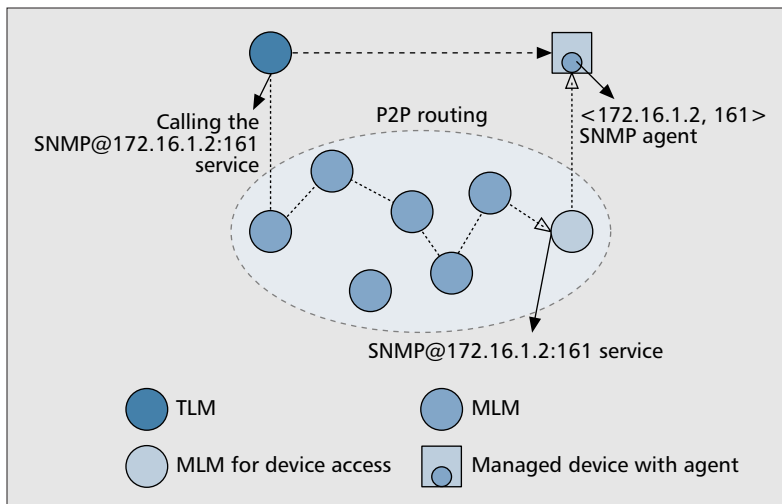 Calling the
SNMP@172.16.1.2:161
service
P2P routing
<172.16.1.2, 161>
SNMP agent
SNMP@172.16.1.2:161 service
TLM
MLM
MLM for device access
Managed device with agent